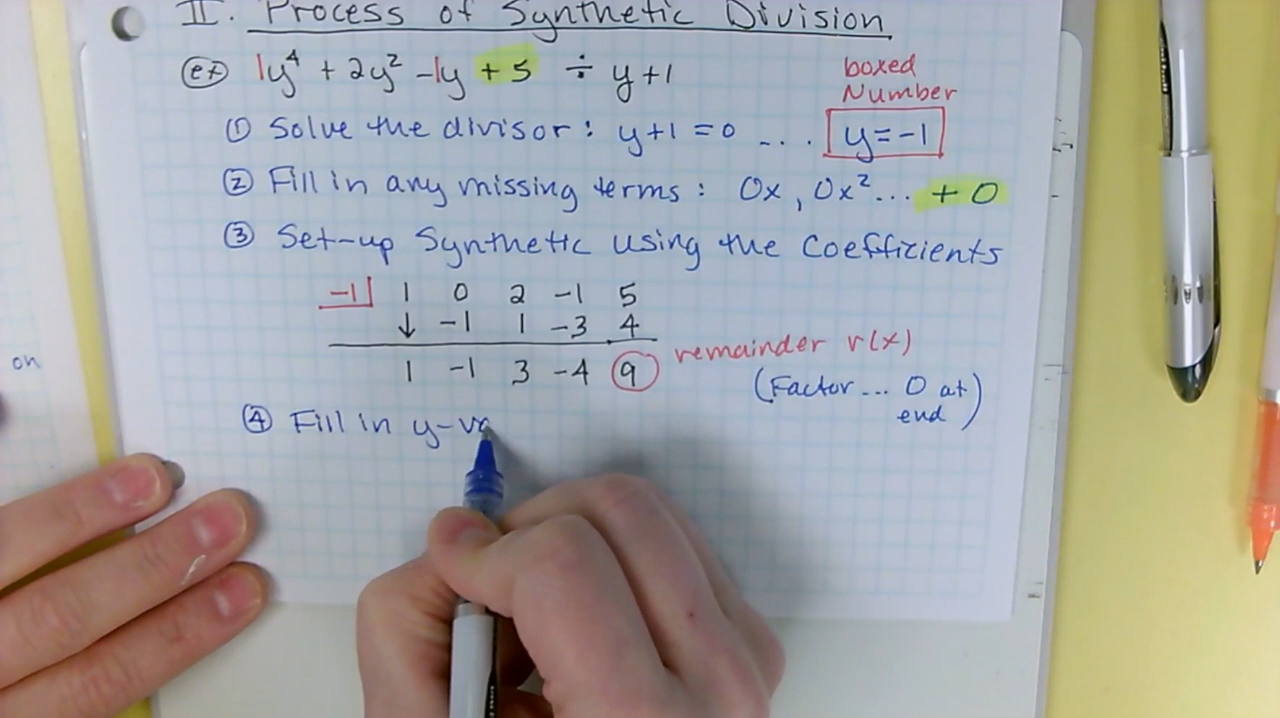 II. Process of Synthetic Division
ex 1y⁴ + 2y² -1y + 5 ÷ y+1
boxed
Number
① Solve the divisor: y+1 = 0 .... y=-1
② Fill in any missing terms: 0x, 0x²... + 0
③ Set-up Synthetic using the Coefficients
-1| 1 0 2 -1 5
↓ -1 1 -3 4
1 -1 3 -4 9 remainder r(x)
(Factor... 0 at
end)
④ Fill in y-va
on